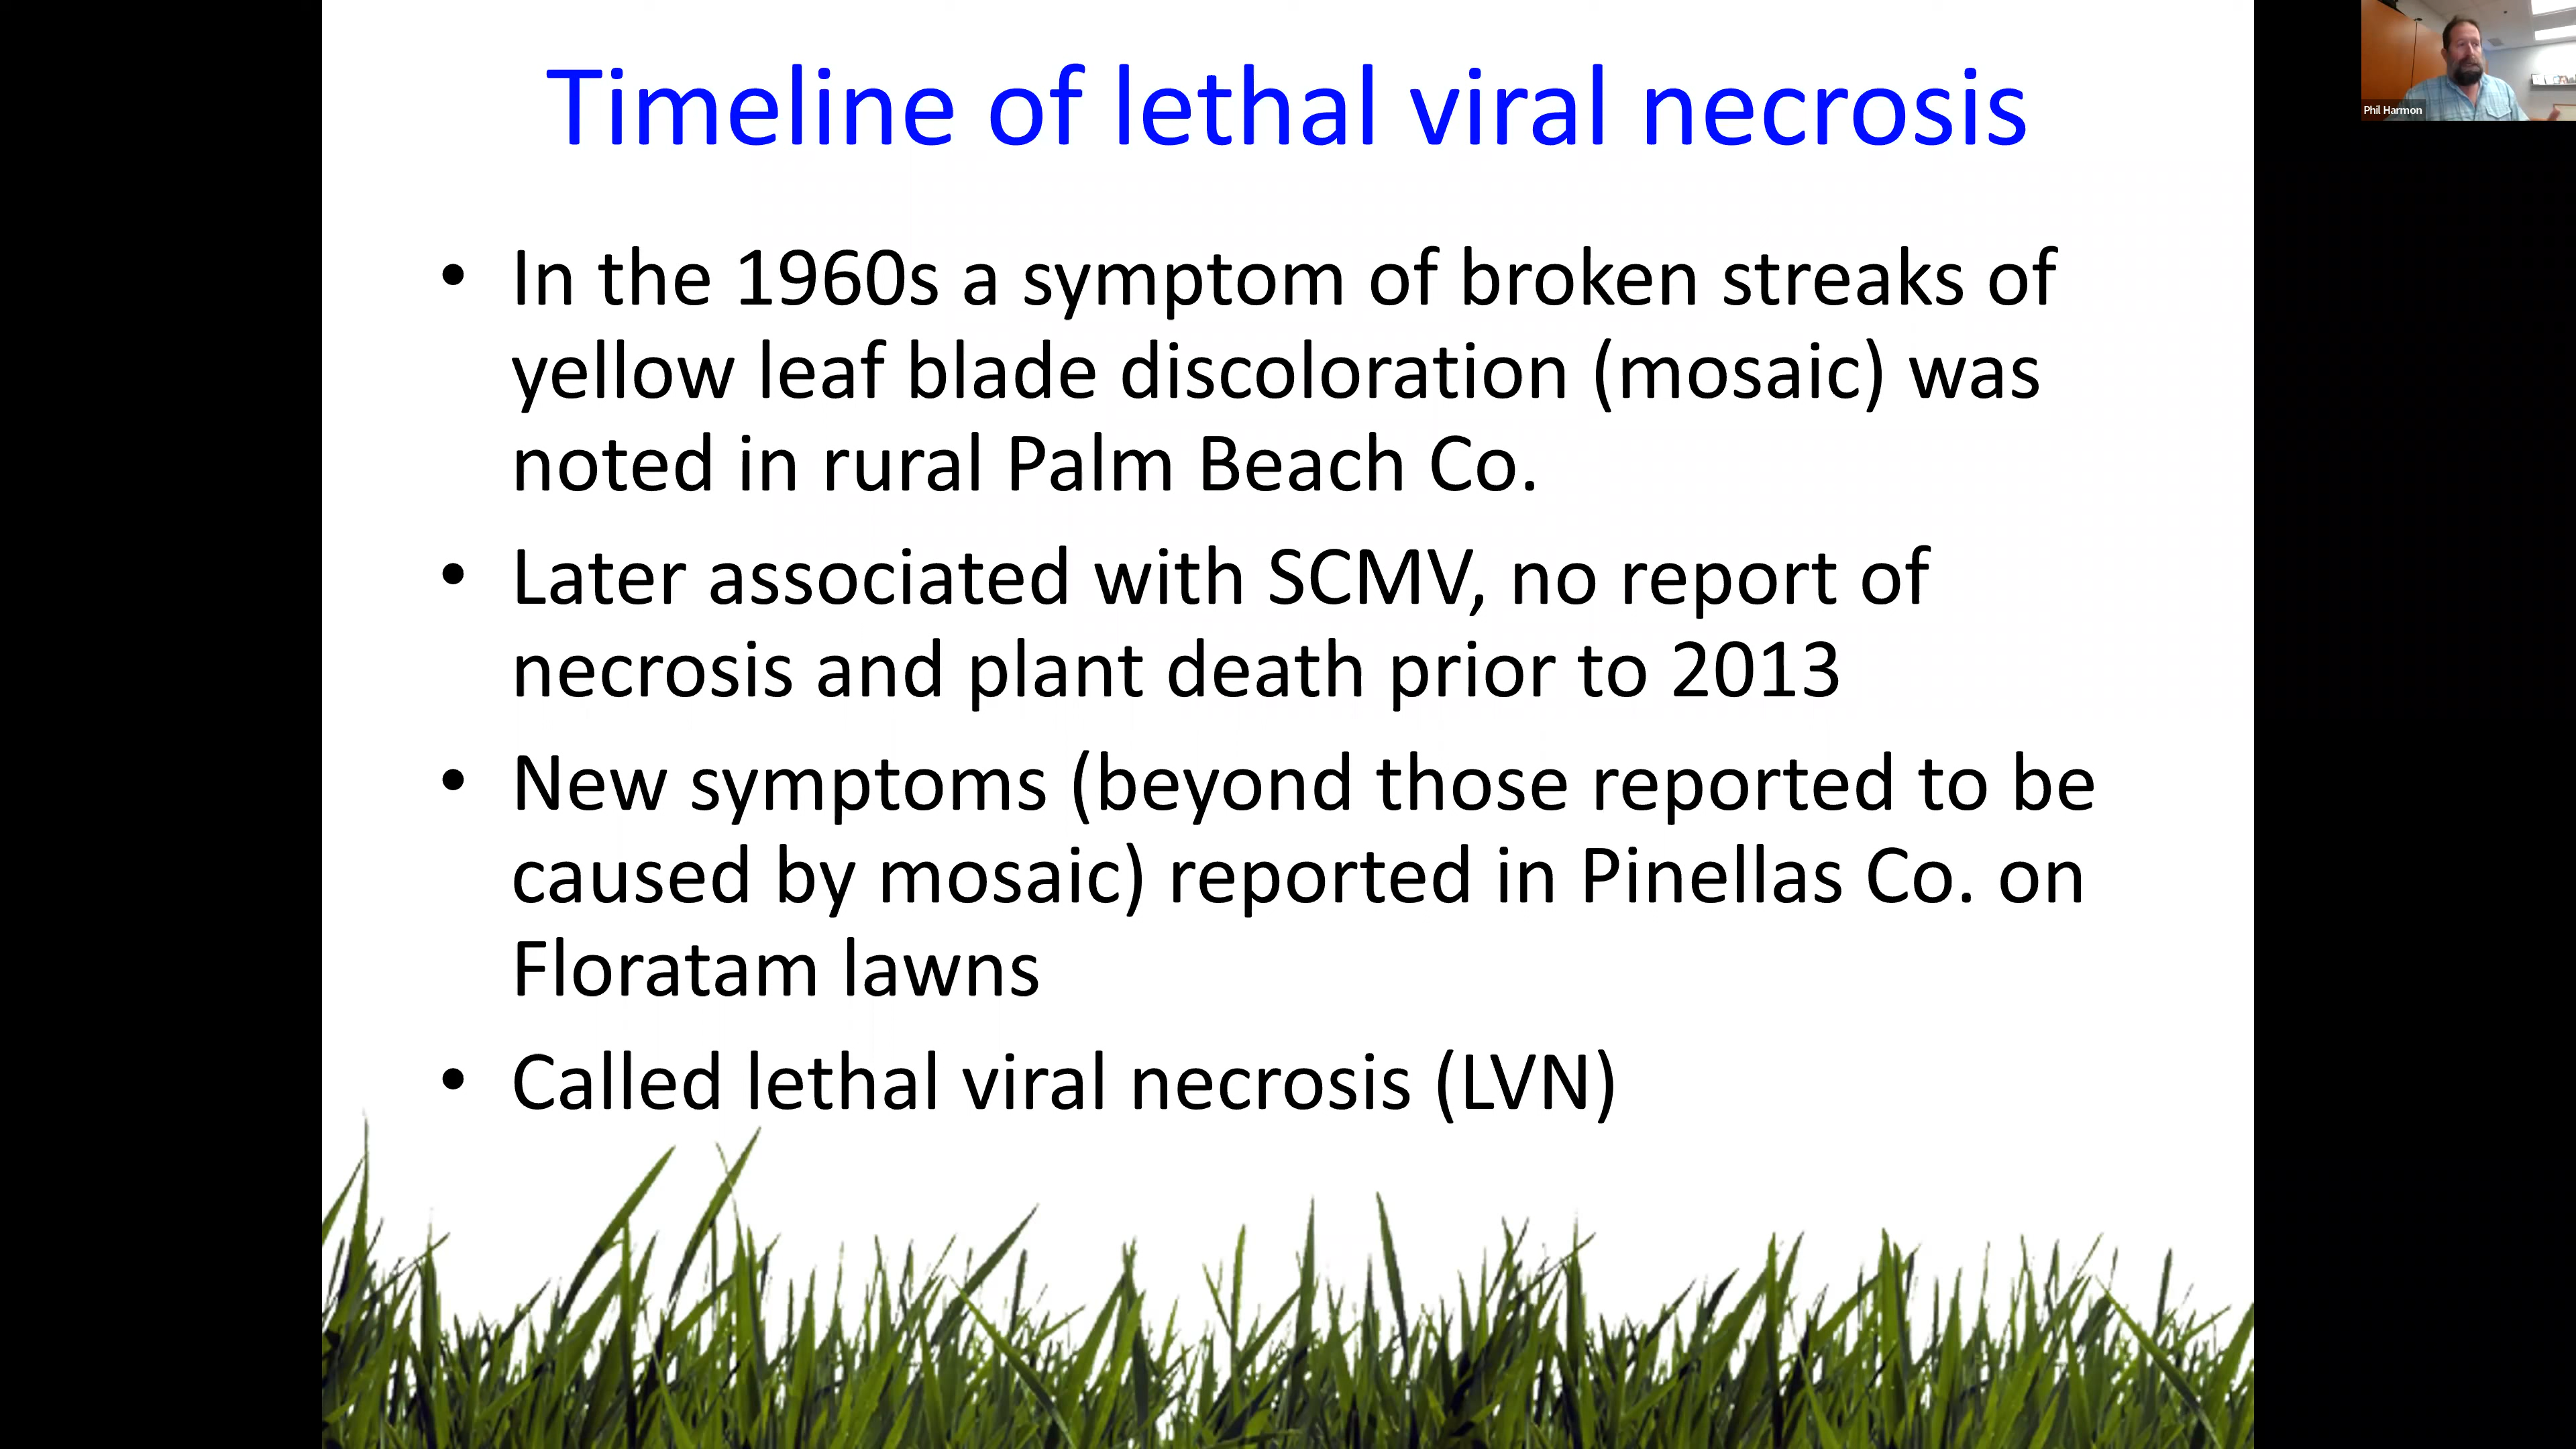 Timeline of lethal viral necrosis
Phil Harmon
• In the 1960s a symptom of broken streaks of
yellow leaf blade discoloration (mosaic) was
noted in rural Palm Beach Co.
• Later associated with SCMV, no report of
necrosis and plant death prior to 2013
• New symptoms (beyond those reported to be
caused by mosaic) reported in Pinellas Co. on
Floratam lawns
• Called lethal viral necrosis (LVN)